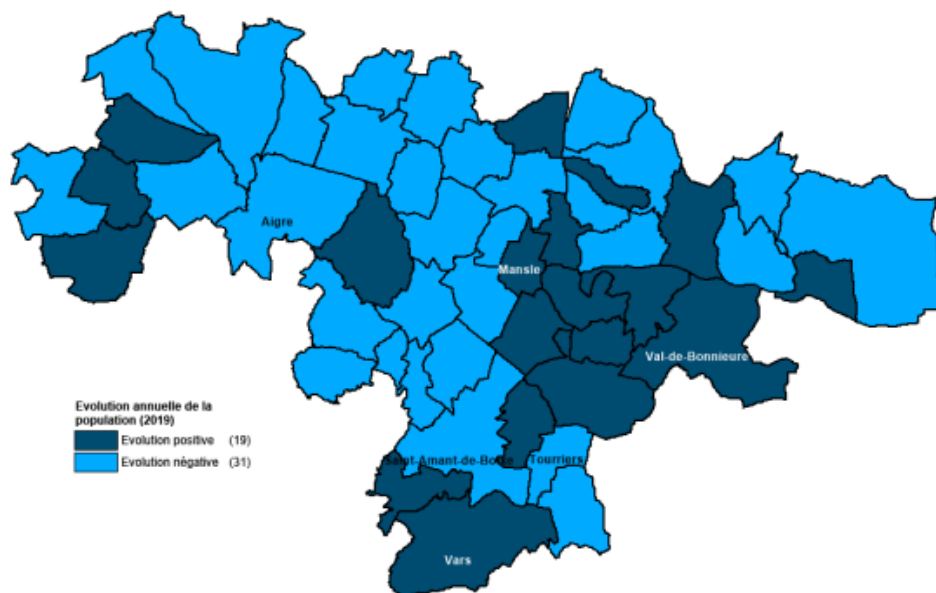 Aigre
Mansle
Val-de-Bonnieure
Evolution annuelle de la
population (2019)
Evolution positive (19)
Evolution négative (31)
Saint-Amant-de-Boixe
Tourriers
Vars